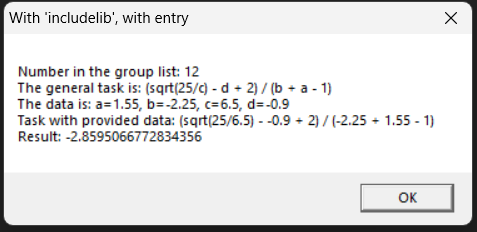 With 'includelib', with entry
Number in the group list: 12
The general task is: (sqrt(25/c) - d + 2) / (b + a - 1)
The data is: a=1.55, b=-2.25, c=6.5, d=-0.9
Task with provided data: (sqrt(25/6.5) - -0.9 + 2) / (-2.25 + 1.55 - 1)
Result: -2.8595066772834356
OK